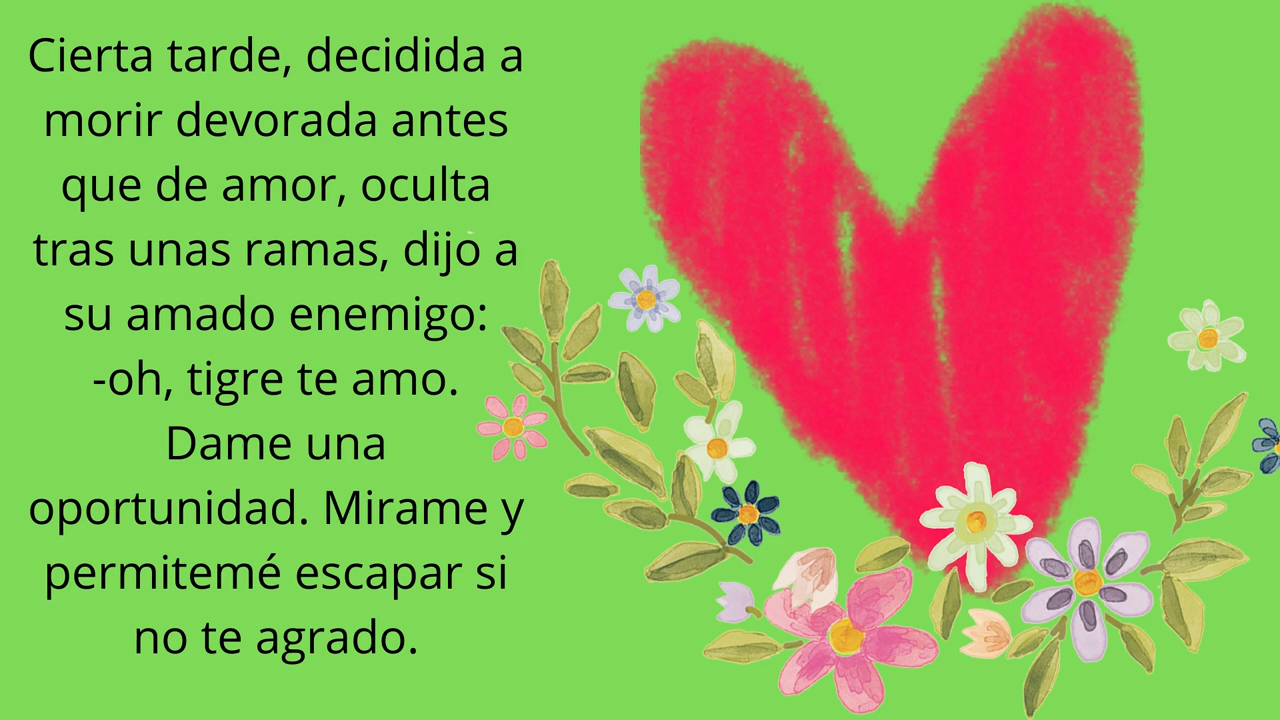 Cierta tarde, decidida a
morir devorada antes
que de amor, oculta
tras unas ramas, dijo a
su amado enemigo:
-oh, tigre te amo.
Dame una
oportunidad. Mirame y
permitemé escapar si
no te agrado.